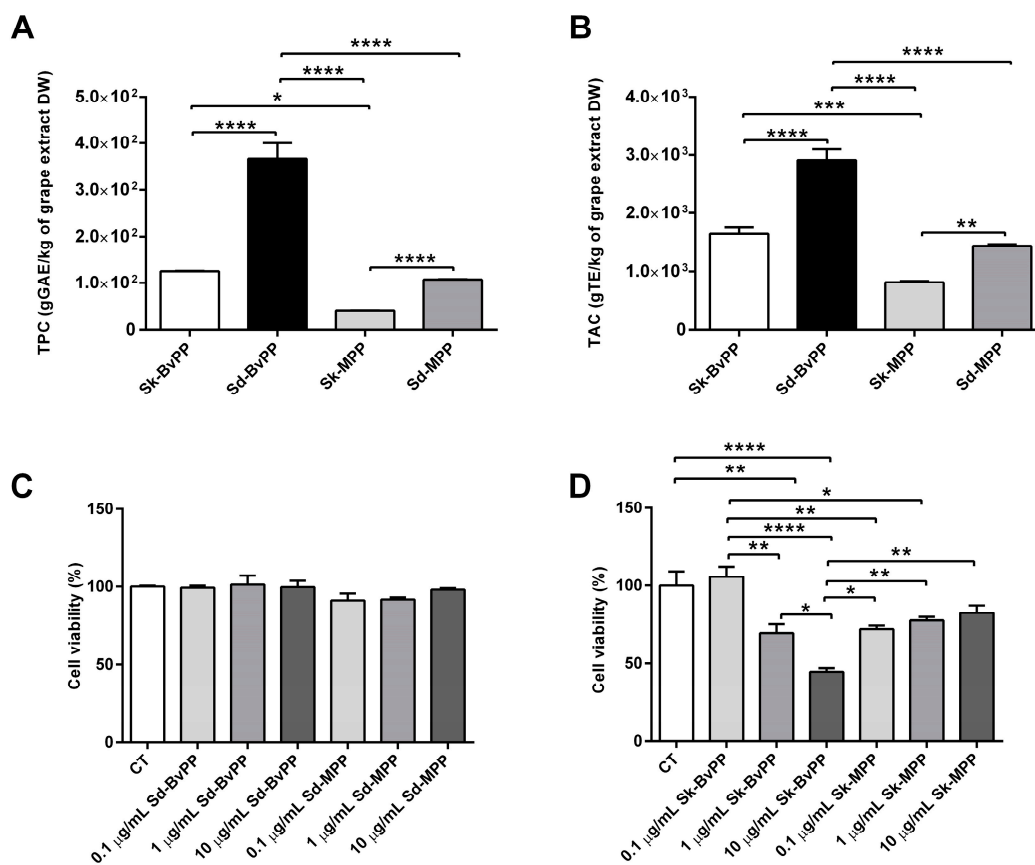 A
TPC (gGAE/kg of grape extract DW)
5.0×10²
4.0×10²
3.0×10²
2.0×10²
1.0×10²
0
****
****
*
****
****
Sk-BvPP
Sd-BvPP
Sk-MPP
Sd-MPP
B
TAC (gTE/kg of grape extract DW)
4.0×10³
3.0×10³
2.0×10³
1.0×10³
0
****
****
***
****
**
Sk-BvPP
Sd-BvPP
Sk-MPP
Sd-MPP
C
Cell viability (%)
150
100
50
0
CT
0.1 μg/mL Sd-BvPP
1 μg/mL Sd-BvPP
10 μg/mL Sd-BvPP
0.1 μg/mL Sd-MPP
1 μg/mL Sd-MPP
10 μg/mL Sd-MPP
D
Cell viability (%)
150
100
50
0
****
**
*
**
****
**
**
**
*
*
CT
0.1 μg/mL Sk-BvPP
1 μg/mL Sk-BvPP
10 μg/mL Sk-BvPP
0.1 μg/mL Sk-MPP
1 μg/mL Sk-MPP
10 μg/mL Sk-MPP